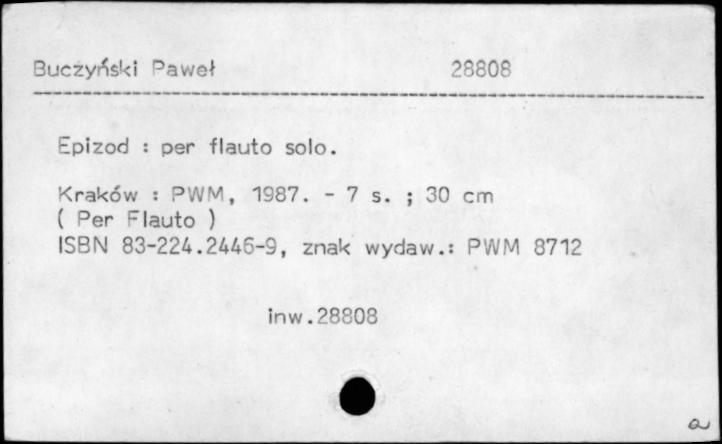 Buczyński Paweł 28808
Epizod : per flauto solo.
Kraków : PWM, 1987. - 7 s. ; 30 cm
( Per Flauto )
ISBN 83-224.2446-9, znak wydaw.: PWM 8712
inw.28808
a